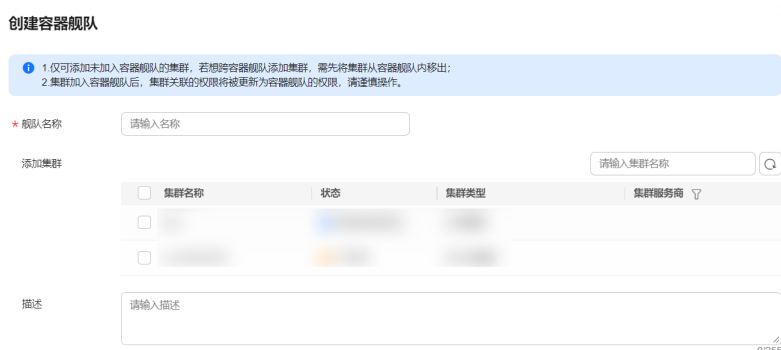 创建容器舰队
1.仅可添加未加入容器舰队的集群，若想跨容器舰队添加集群，需先将集群从容器舰队内移出；
2.集群加入容器舰队后，集群关联的权限将被更新为容器舰队的权限，请谨慎操作。
* 舰队名称 请输入名称
添加集群 请输入集群名称
集群名称 状态 集群类型 集群服务商
描述 请输入描述
0/255